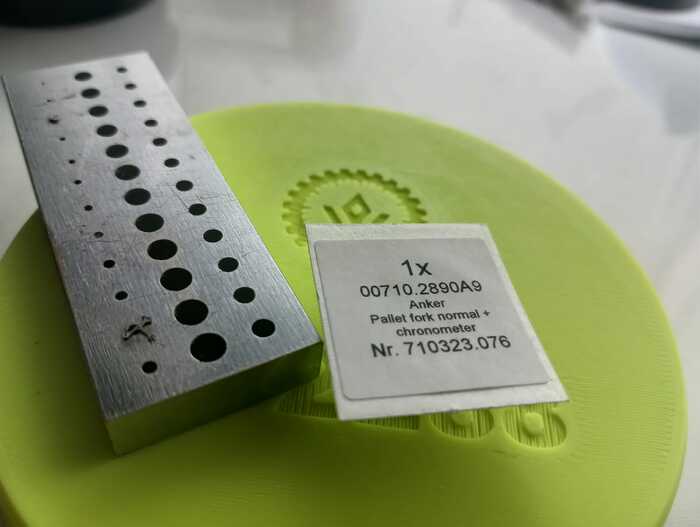 1x
00710.2890A9
Anker
Pallet fork normal +
chronometer
Nr. 710323.076